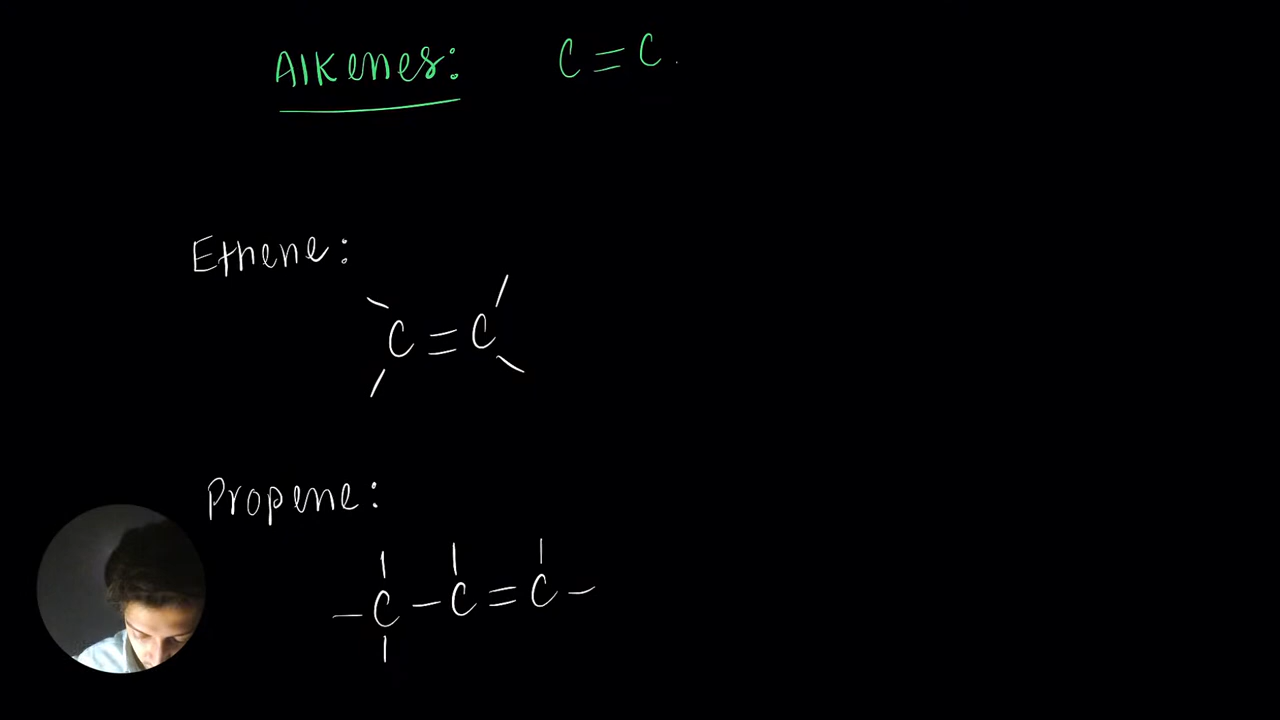 Alkenes: C=C.
Ethene:
C=C
Propene:
-C-C=C-